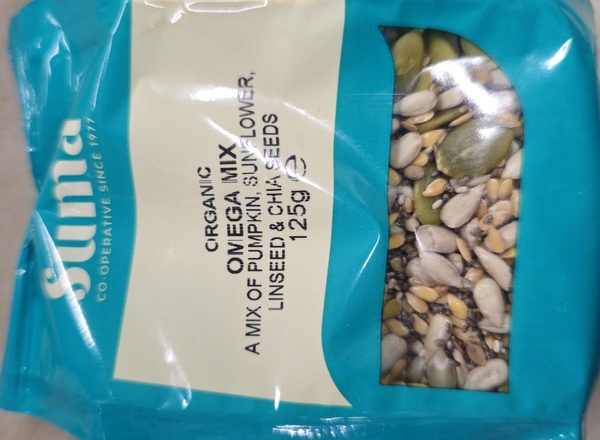 suma
CO-OPERATIVE SINCE 1977
ORGANIC
OMEGA MIX
A MIX OF PUMPKIN, SUNFLOWER,
LINSEED & CHIA SEEDS
125g ℮